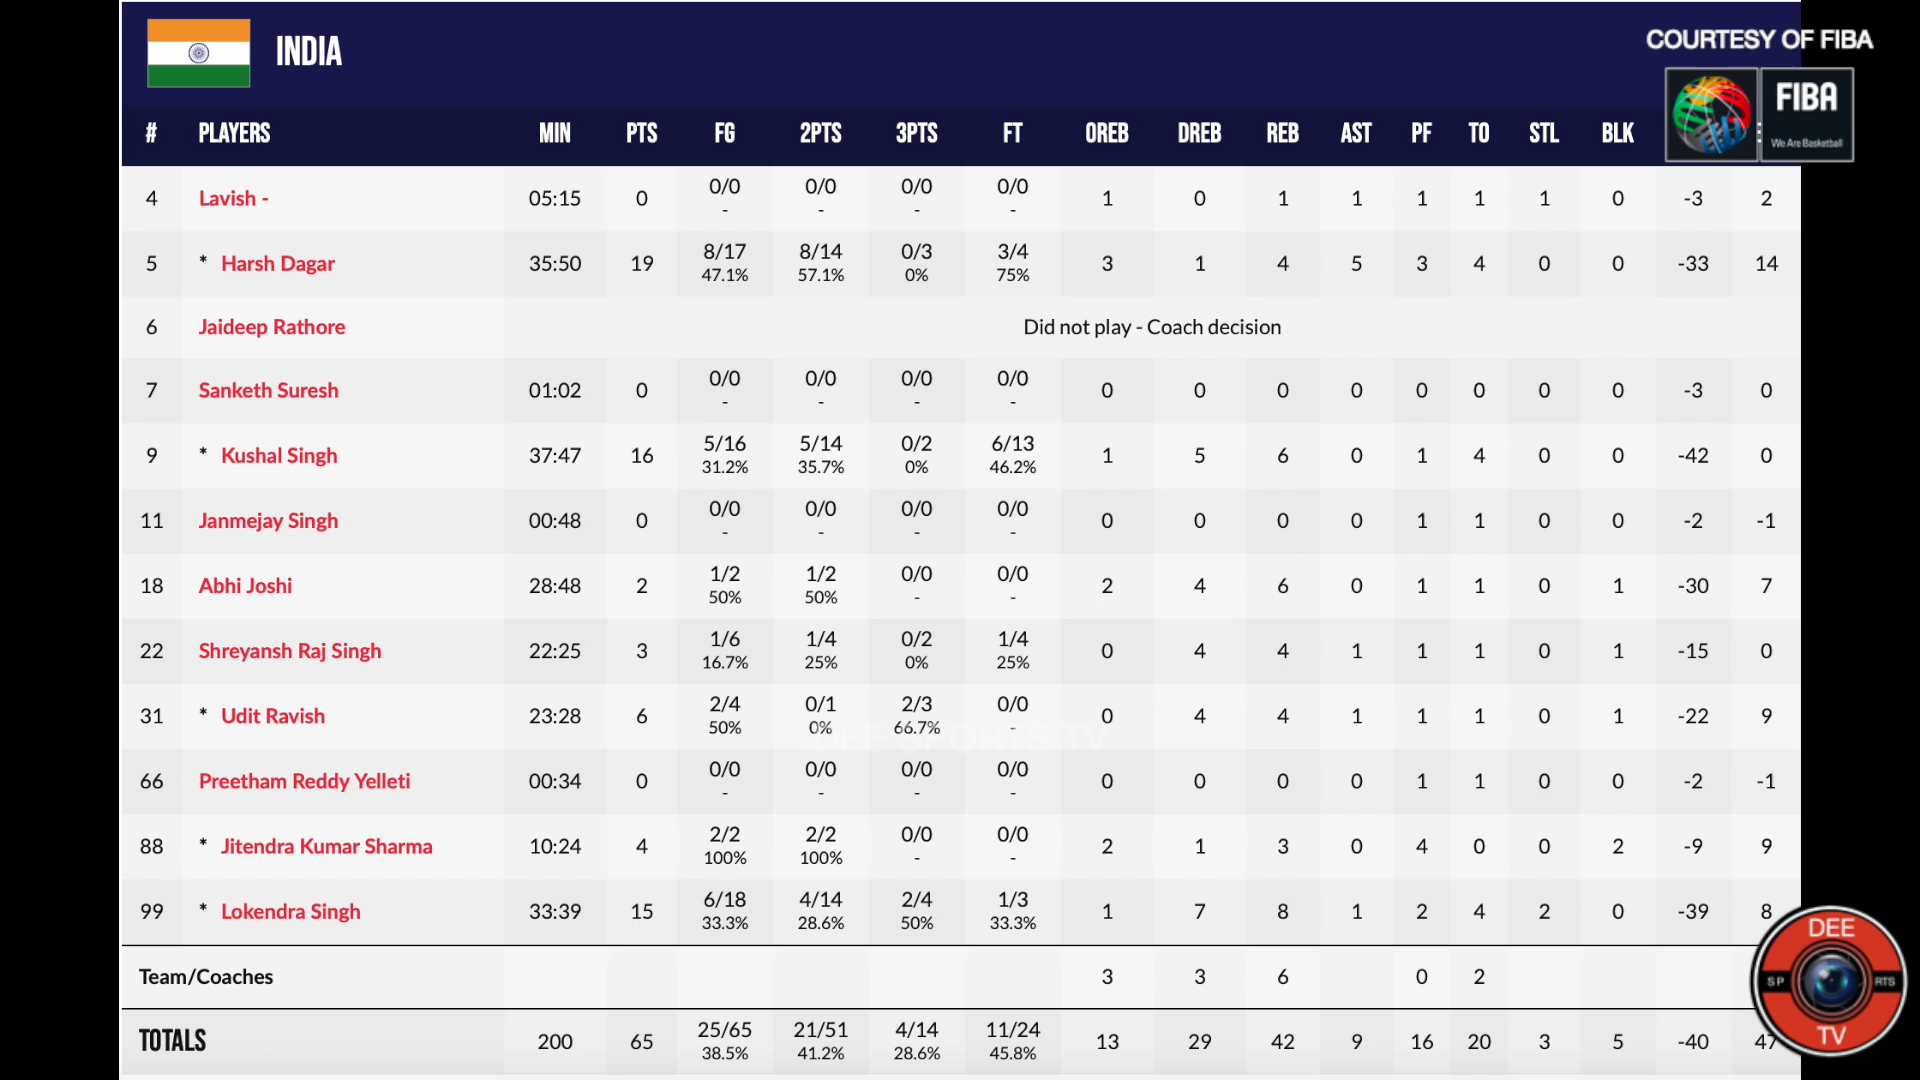 INDIA
COURTESY OF FIBA
FIBA
We Are Basketball
# PLAYERS MIN PTS FG 2PTS 3PTS FT OREB DREB REB AST PF TO STL BLK
4 Lavish - 05:15 0 0/0 0/0 0/0 0/0 1 0 1 1 1 1 1 0 -3 2
- - - -
5 * Harsh Dagar 35:50 19 8/17 8/14 0/3 3/4 3 1 4 5 3 4 0 0 -33 14
47.1% 57.1% 0% 75%
6 Jaideep Rathore Did not play - Coach decision
7 Sanketh Suresh 01:02 0 0/0 0/0 0/0 0/0 0 0 0 0 0 0 0 0 -3 0
- - - -
9 * Kushal Singh 37:47 16 5/16 5/14 0/2 6/13 1 5 6 0 1 4 0 0 -42 0
31.2% 35.7% 0% 46.2%
11 Janmejay Singh 00:48 0 0/0 0/0 0/0 0/0 0 0 0 0 1 1 0 0 -2 -1
- - - -
18 Abhi Joshi 28:48 2 1/2 1/2 0/0 0/0 2 4 6 0 1 1 0 1 -30 7
50% 50% - -
22 Shreyansh Raj Singh 22:25 3 1/6 1/4 0/2 1/4 0 4 4 1 1 1 0 1 -15 0
16.7% 25% 0% 25%
31 * Udit Ravish 23:28 6 2/4 0/1 2/3 0/0 0 4 4 1 1 1 0 1 -22 9
50% 0% 66.7% -
DEE SPORTS TV
66 Preetham Reddy Yelleti 00:34 0 0/0 0/0 0/0 0/0 0 0 0 0 1 1 0 0 -2 -1
- - - -
88 * Jitendra Kumar Sharma 10:24 4 2/2 2/2 0/0 0/0 2 1 3 0 4 0 0 2 -9 9
100% 100% - -
99 * Lokendra Singh 33:39 15 6/18 4/14 2/4 1/3 1 7 8 1 2 4 2 0 -39 8
33.3% 28.6% 50% 33.3%
Team/Coaches 3 3 6 0 2
TOTALS 200 65 25/65 21/51 4/14 11/24 13 29 42 9 16 20 3 5 -40 47
38.5% 41.2% 28.6% 45.8%
DEE
SP RTS
TV